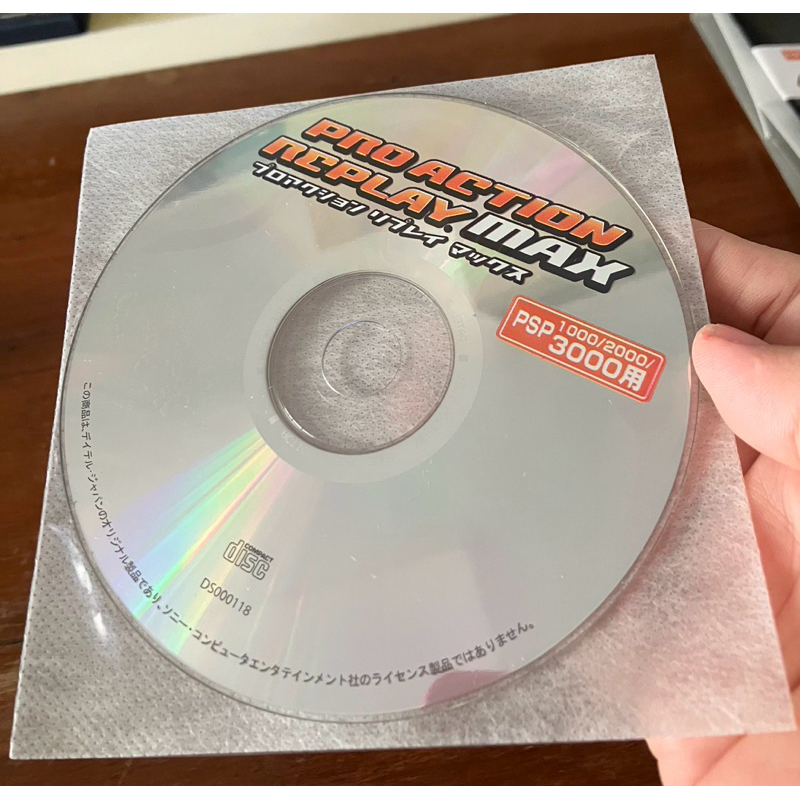 PRO ACTION
REPLAY MAX
プロアクション リプレイ マックス
PSP 1000/2000/
3000用
COMPACT
disc
DS000118
この商品は、デイテル・ジャパンのオリジナル製品であり、ソニー・コンピュータエンタテインメント社のライセンス製品ではありません。